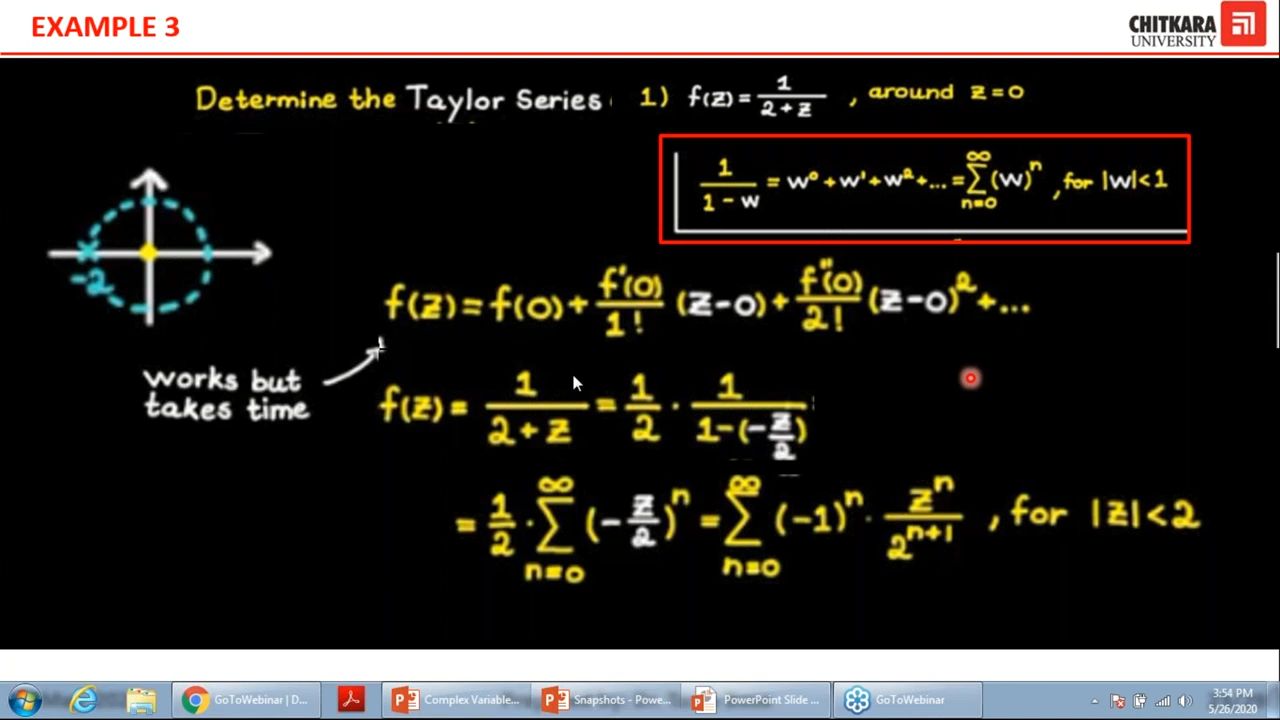 EXAMPLE 3
CHITKARA
UNIVERSITY
Determine the Taylor Series 1) f(z) = 1/(2+z) , around z=0
1/(1-w) = w⁰+w¹+w²+... = ∑_{n=0}^{∞} (w)ⁿ , for |w|<1
-2
f(z) = f(0) + f'(0)/1! (z-0) + f''(0)/2! (z-0)² + ...
works but
takes time
f(z) = 1/(2+z) = 1/2 · 1/(1-(-z/2))
= 1/2 · ∑_{n=0}^{∞} (-z/2)ⁿ = ∑_{n=0}^{∞} (-1)ⁿ · zⁿ/2ⁿ⁺¹ , for |z|<2
GoToWebinar | D...
Complex Variable...
Snapshots - Powe...
PowerPoint Slide ...
GoToWebinar
3:54 PM
5/26/2020